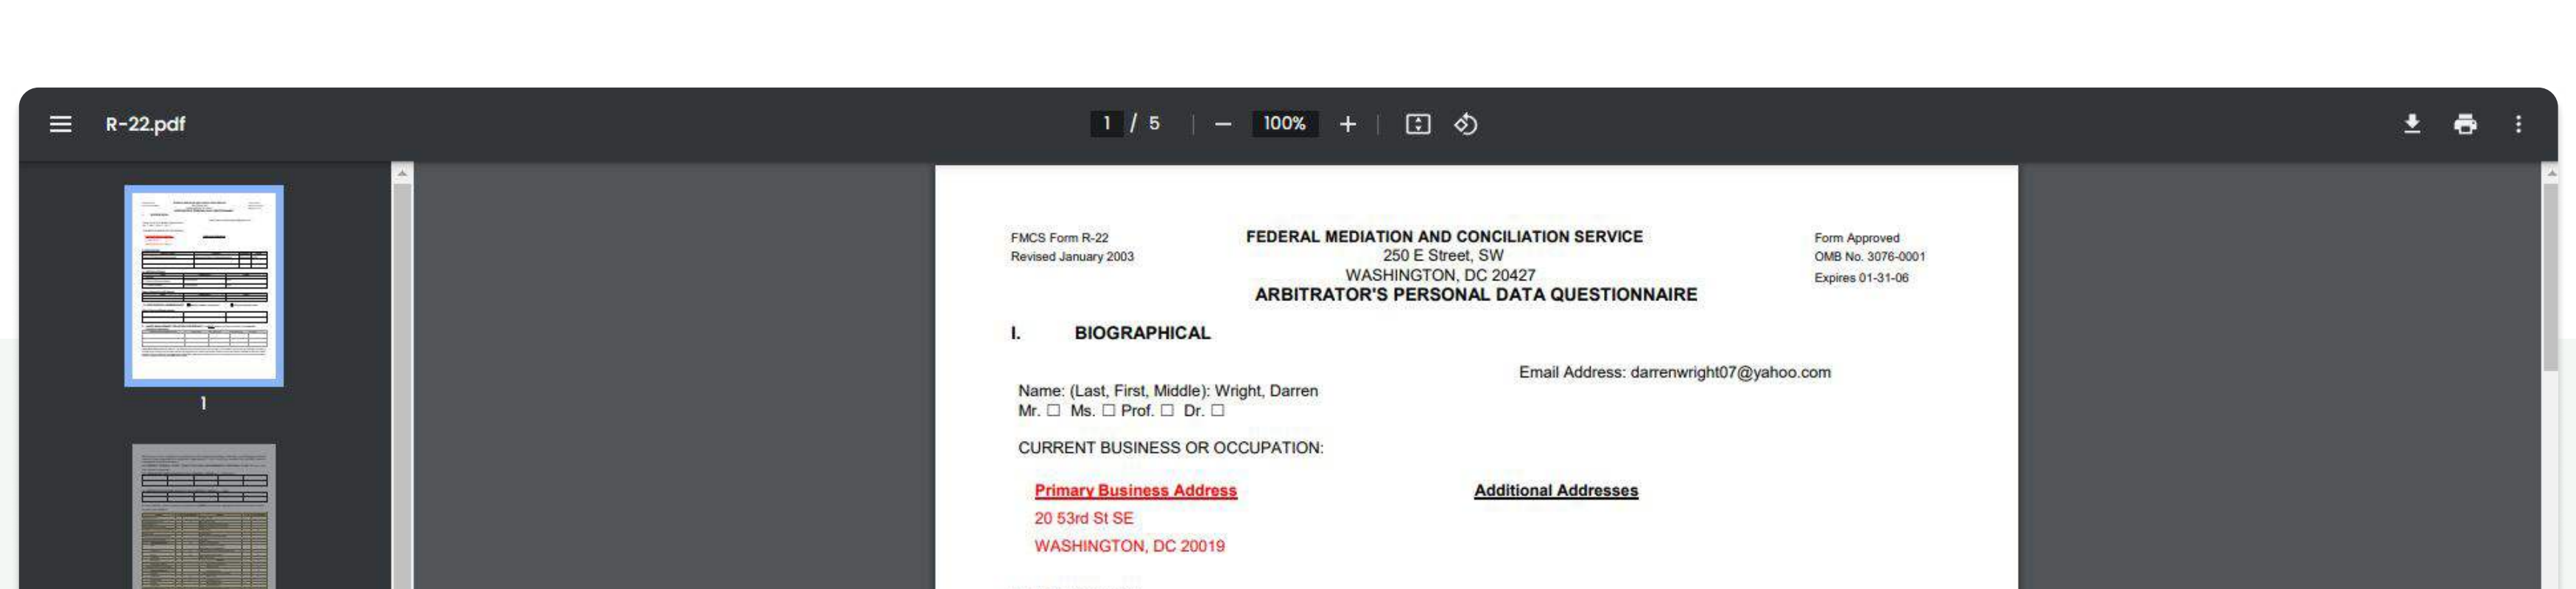 R-22.pdf
1 / 5
100%
FMCS Form R-22
Revised January 2003
FEDERAL MEDIATION AND CONCILIATION SERVICE
250 E Street, SW
WASHINGTON, DC 20427
ARBITRATOR'S PERSONAL DATA QUESTIONNAIRE
Form Approved
OMB No. 3076-0001
Expires 01-31-06
I. BIOGRAPHICAL
Email Address: darrenwright07@yahoo.com
Name: (Last, First, Middle): Wright, Darren
Mr. ☐ Ms. ☐ Prof. ☐ Dr. ☐
CURRENT BUSINESS OR OCCUPATION:
Primary Business Address
Additional Addresses
20 53rd St SE
WASHINGTON, DC 20019
1